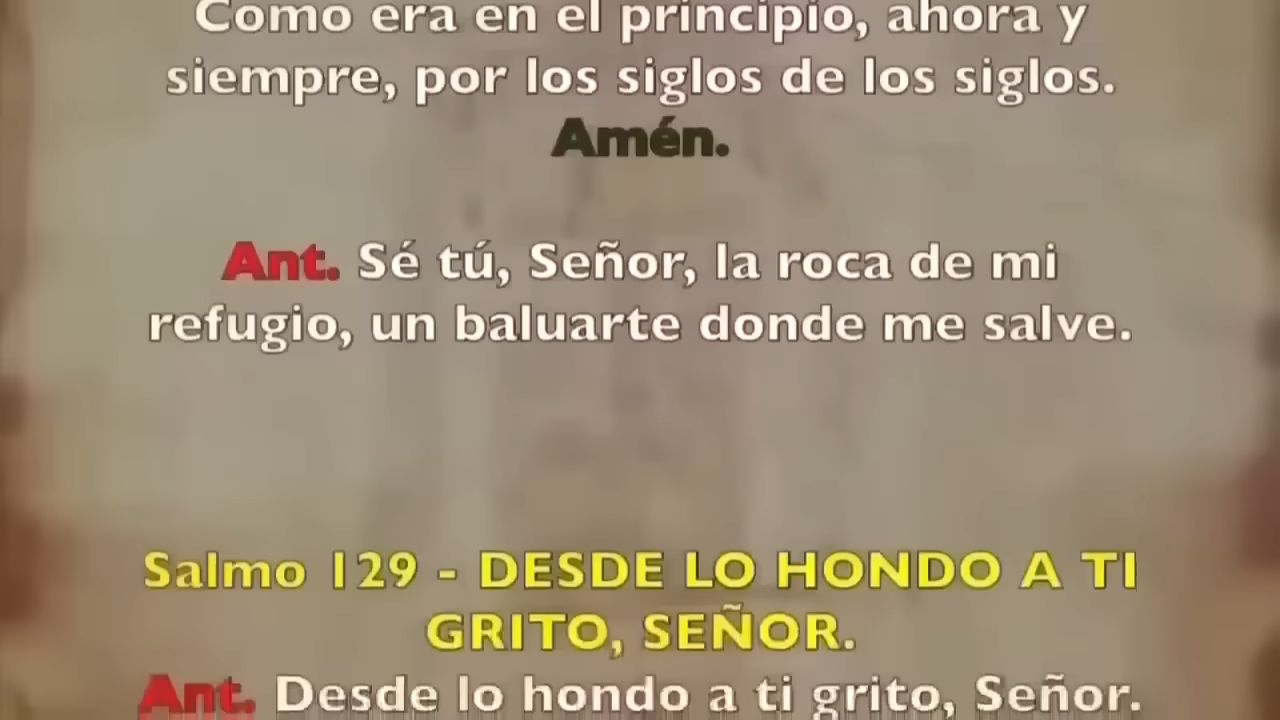 Como era en el principio, ahora y
siempre, por los siglos de los siglos.
Amén.
Ant. Sé tú, Señor, la roca de mi
refugio, un baluarte donde me salve.
Salmo 129 - DESDE LO HONDO A TI
GRITO, SEÑOR.
Ant. Desde lo hondo a ti grito, Señor.